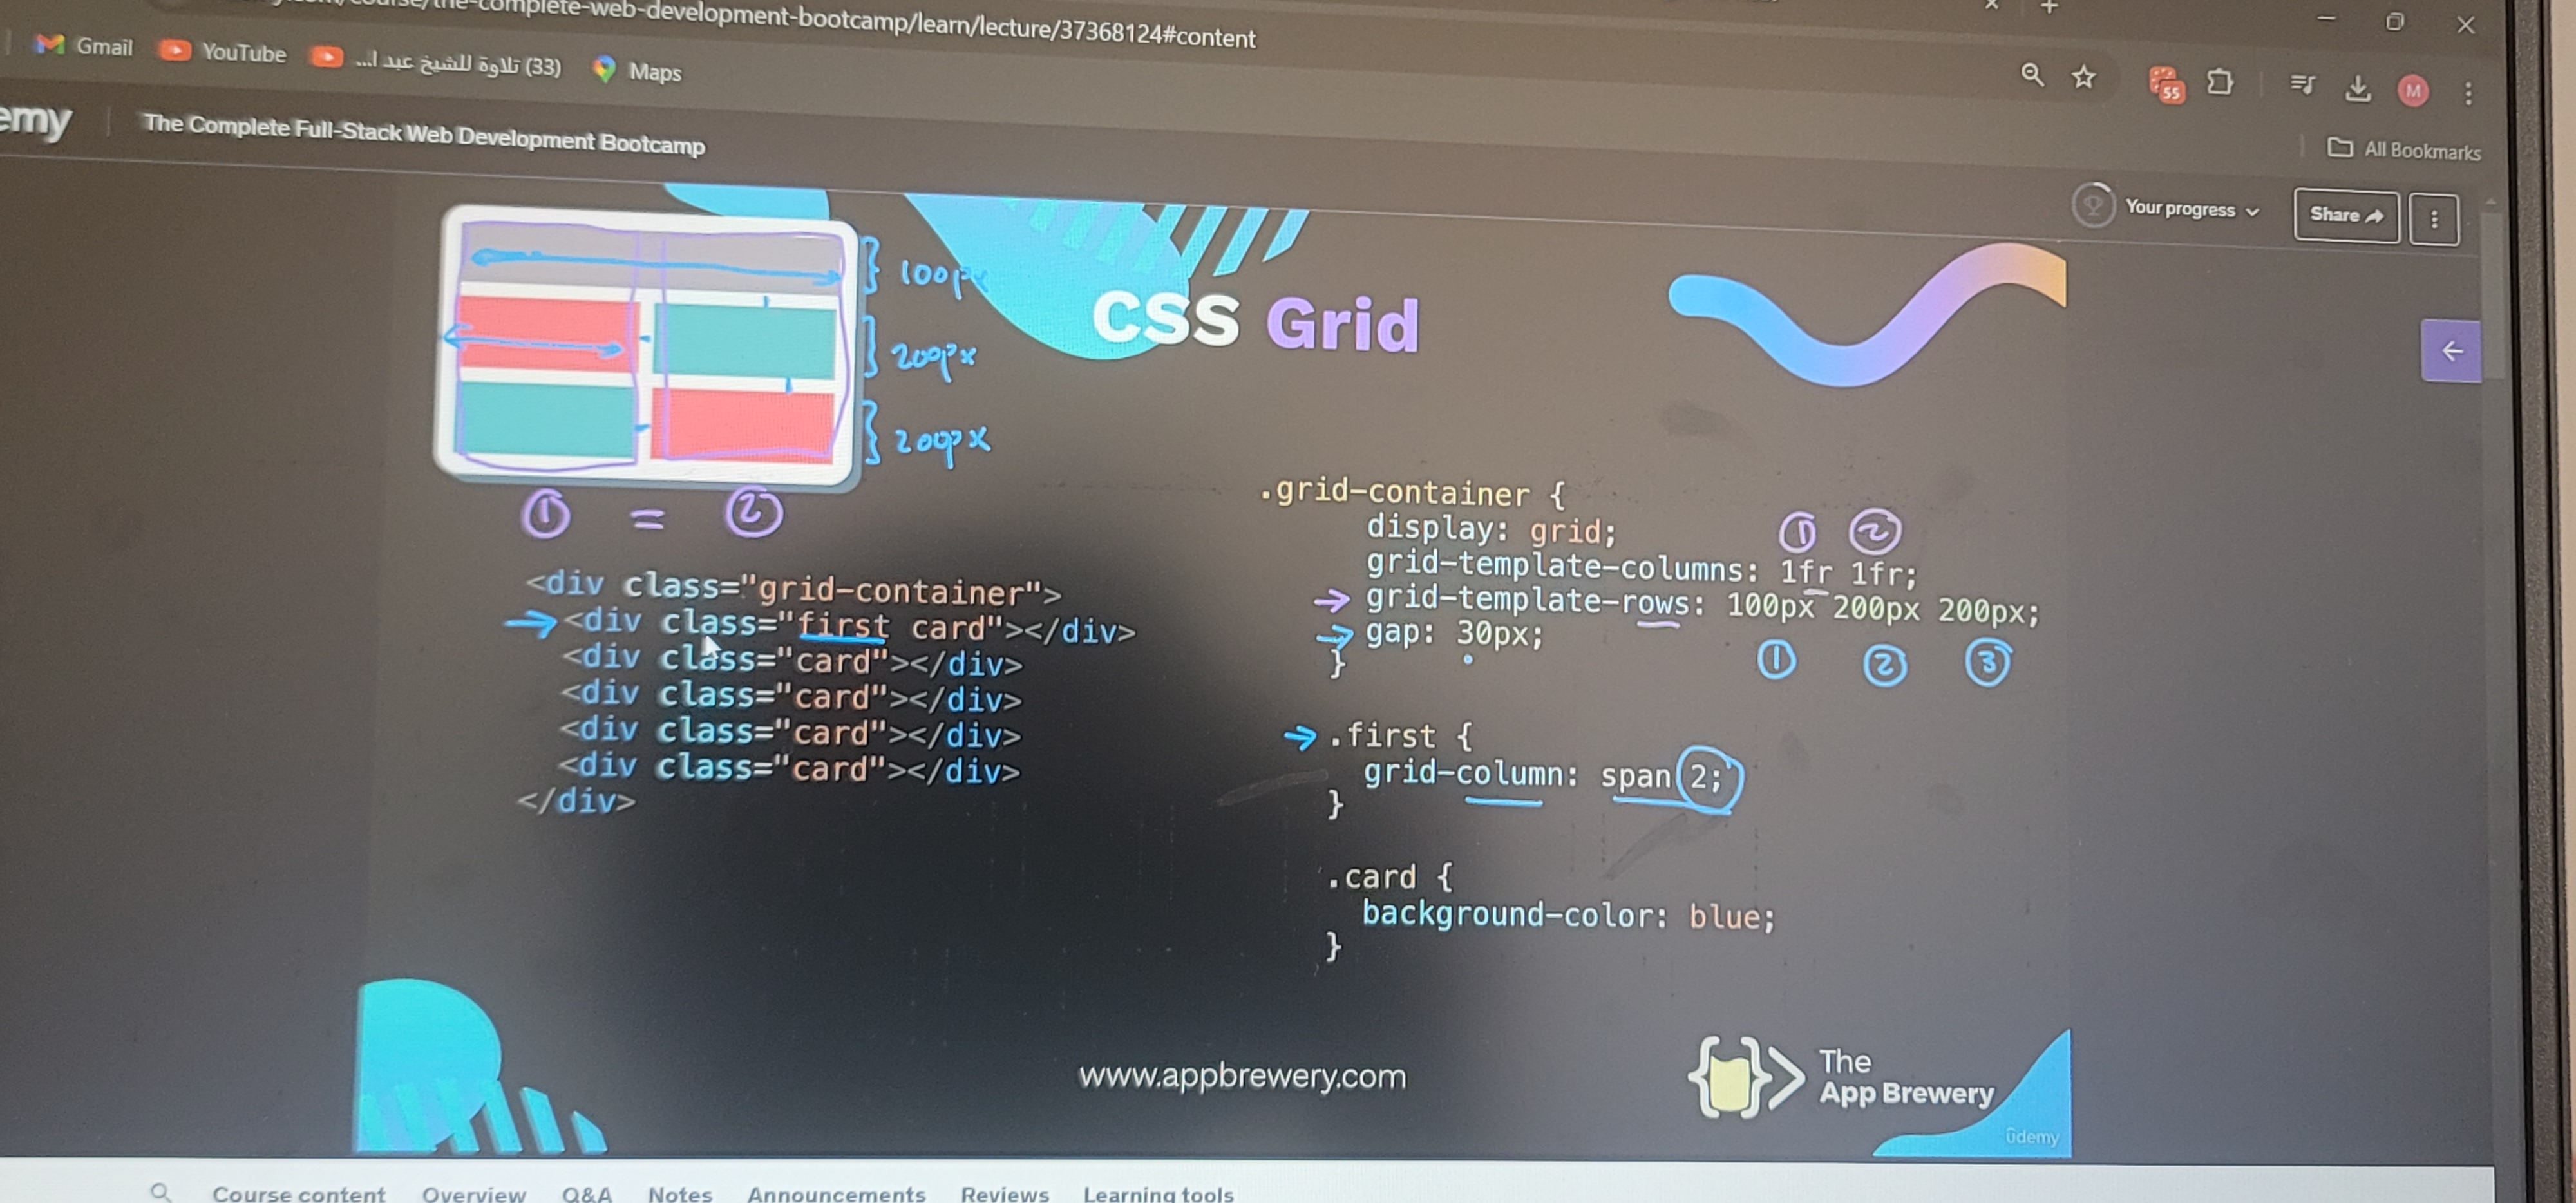 the-complete-web-development-bootcamp/learn/lecture/37368124#content
Gmail
YouTube
(33) تلاوة للشيخ عبد ا...
Maps
55
M
All Bookmarks
emy
The Complete Full-Stack Web Development Bootcamp
Your progress
Share
CSS Grid
100px
200px
200px
1 = 2
<div class="grid-container">
<div class="first card"></div>
<div class="card"></div>
<div class="card"></div>
<div class="card"></div>
<div class="card"></div>
</div>
.grid-container {
display: grid;
1 2
grid-template-columns: 1fr 1fr;
grid-template-rows: 100px 200px 200px;
gap: 30px;
}
1 2 3
.first {
grid-column: span 2;
}
.card {
background-color: blue;
}
www.appbrewery.com
The
App Brewery
ûdemy
Course content
Overview
Q&A
Notes
Announcements
Reviews
Learning tools